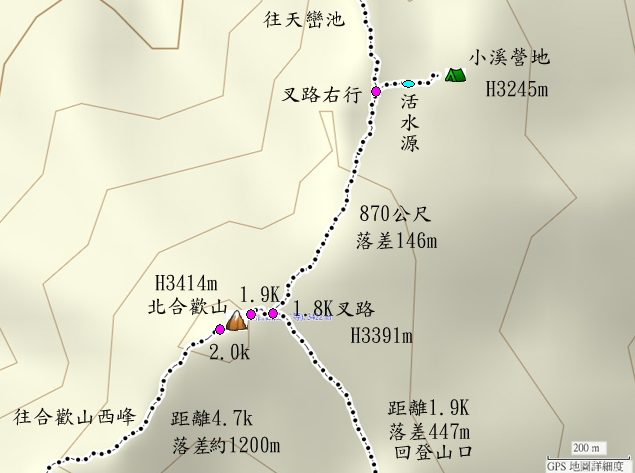 往天巒池
小溪營地
H3245m
叉路右行
活水源
870公尺
落差146m
H3414m
北合歡山
1.9K
1.8K叉路
H3391m
2.0k
往合歡山西峰
距離4.7k
落差約1200m
距離1.9K
落差447m
回登山口
200 m
GPS 地圖詳細度